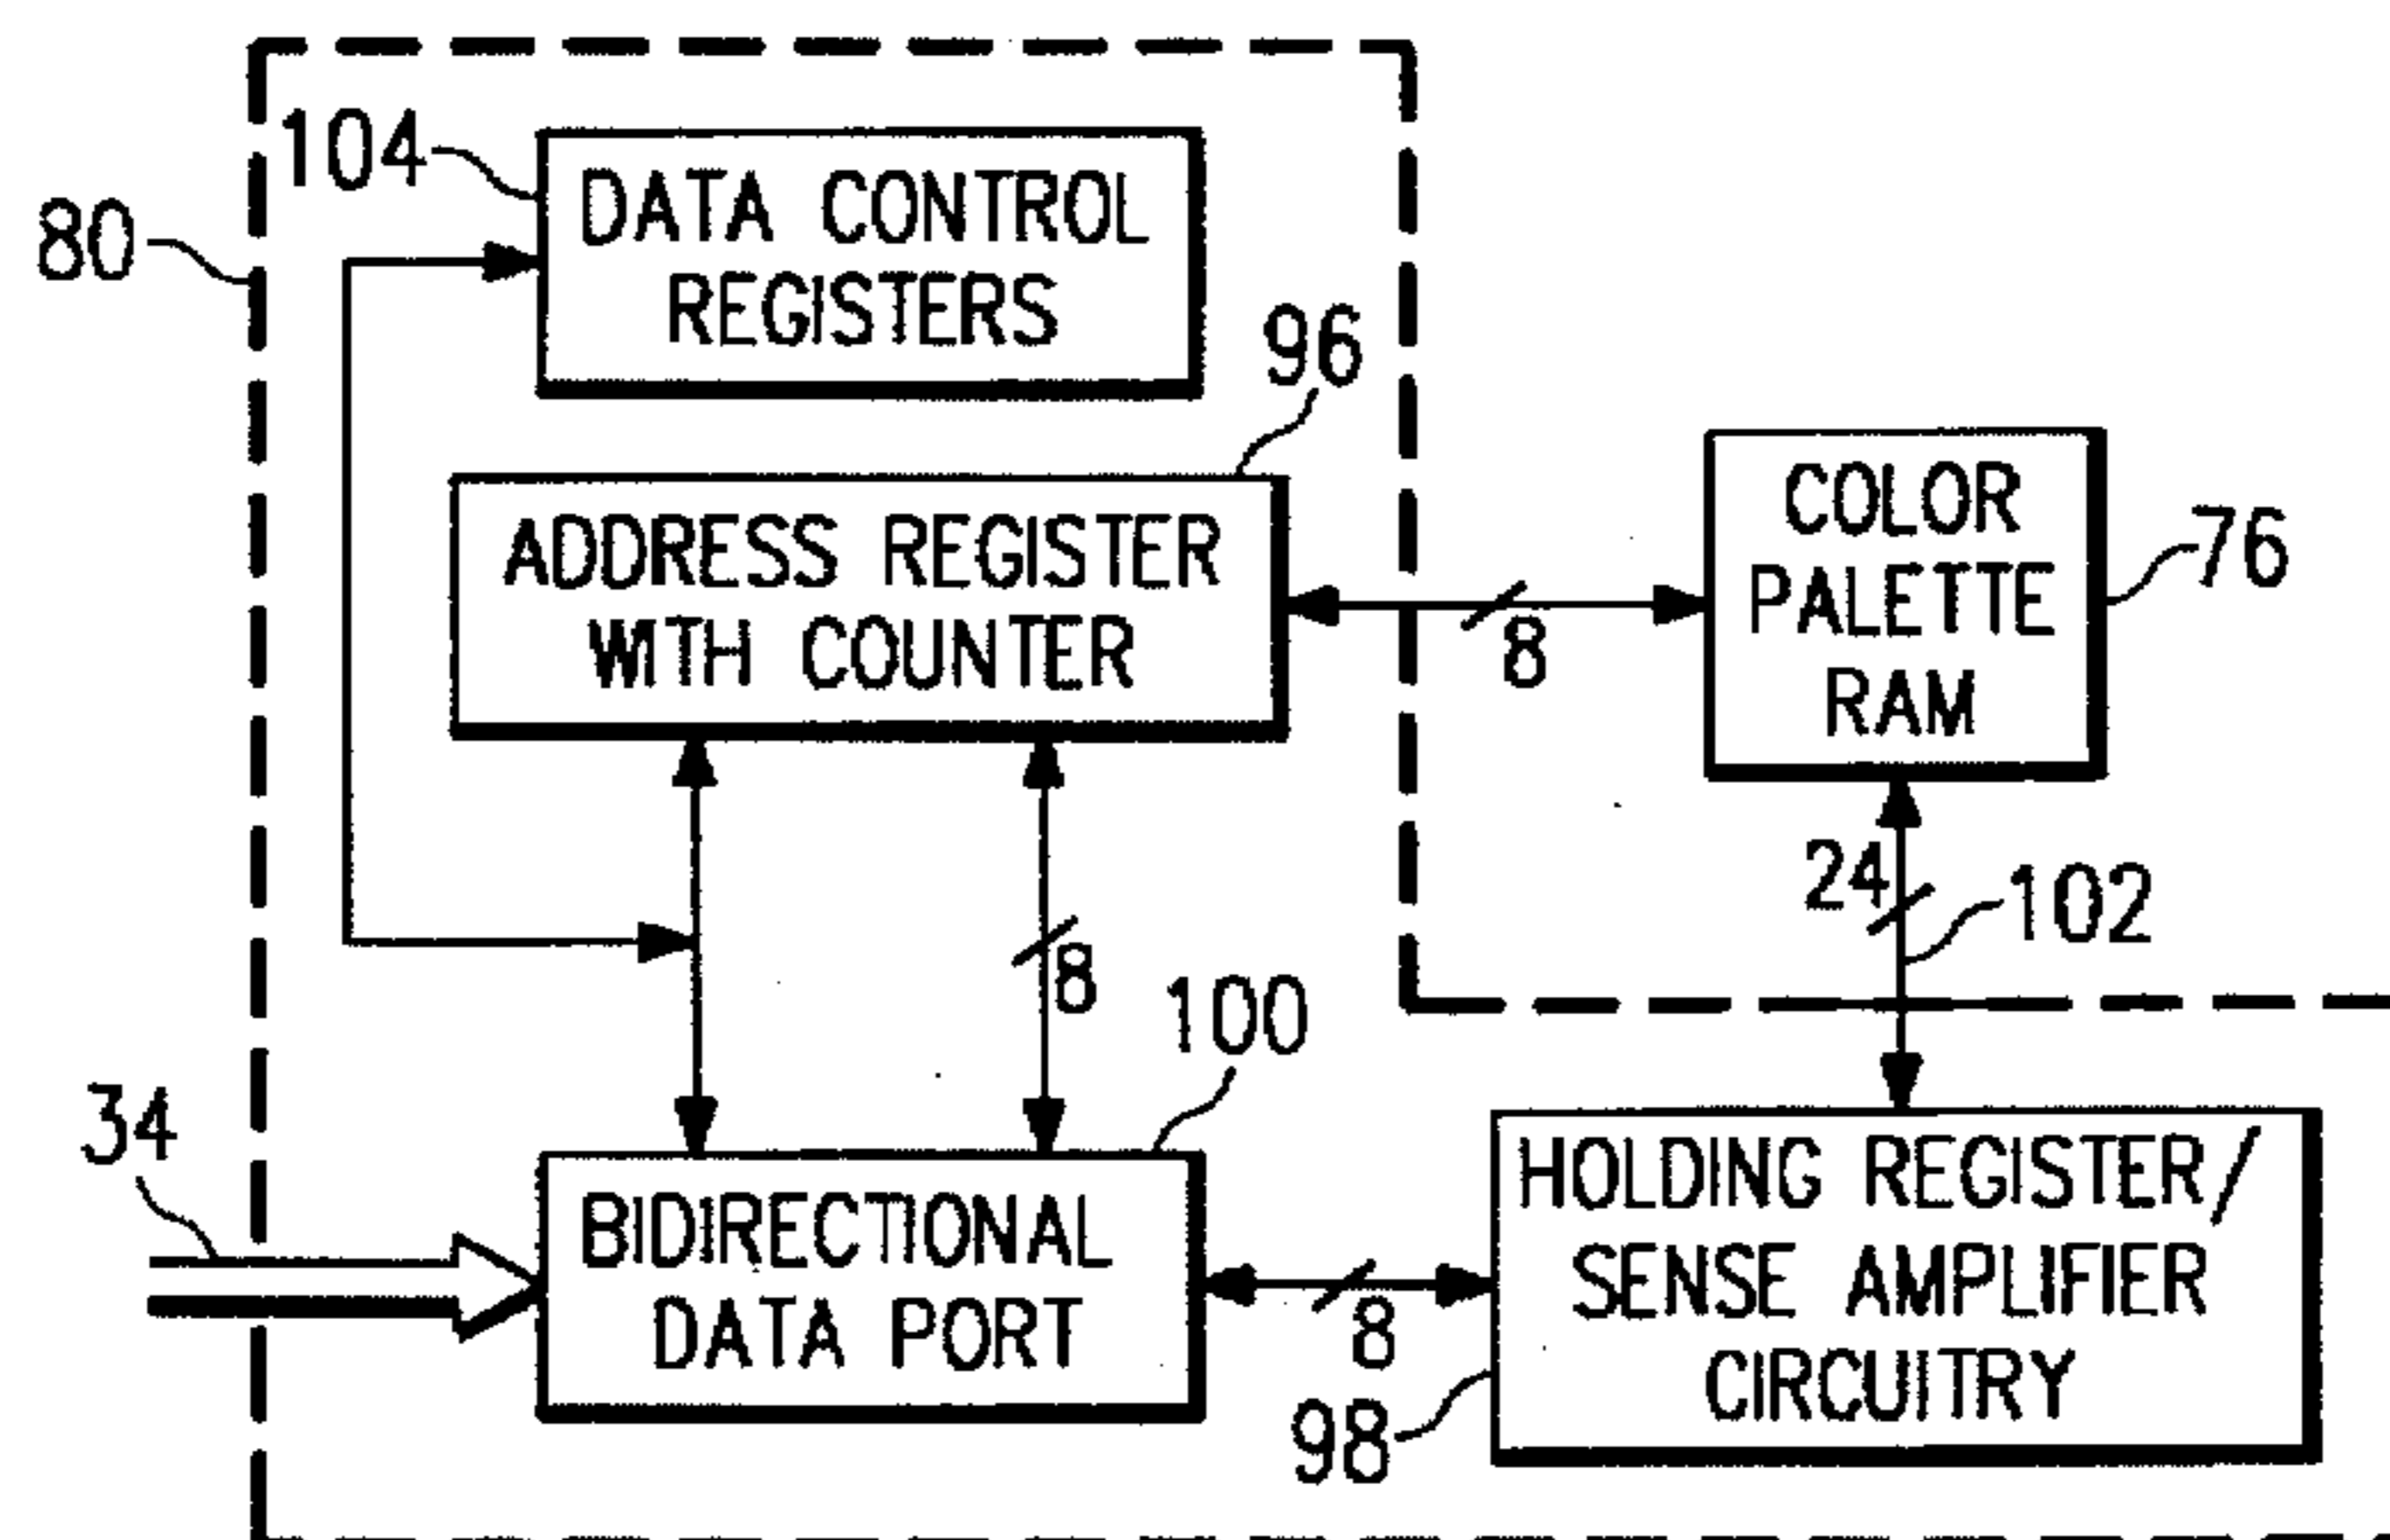 104
80
DATA CONTROL
REGISTERS
96
ADDRESS REGISTER
WITH COUNTER
8
COLOR
PALETTE
RAM
76
24
102
8
100
34
BIDIRECTIONAL
DATA PORT
8
98
HOLDING REGISTER/
SENSE AMPLIFIER
CIRCUITRY